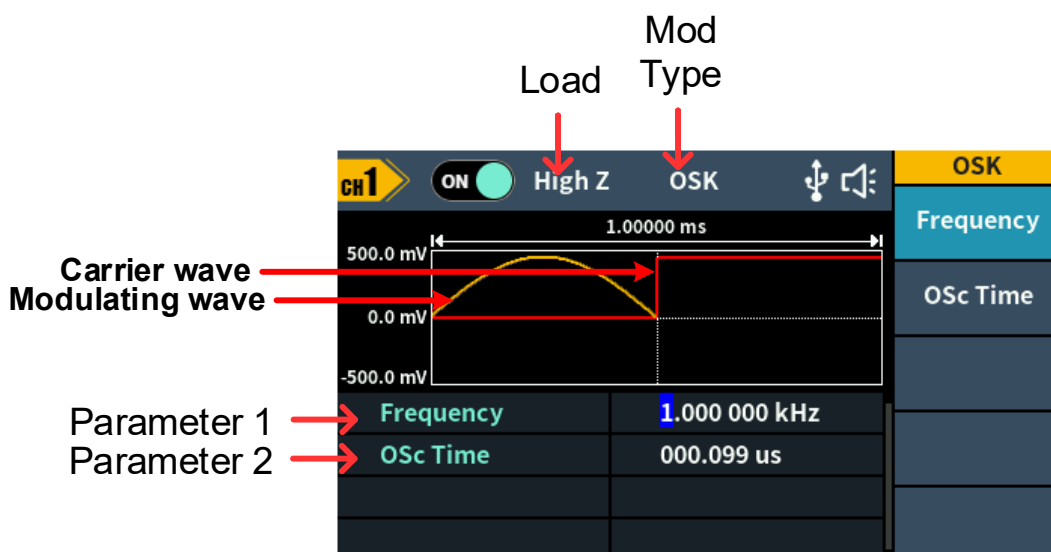 Mod
Type
Load
CH1
ON
High Z
OSK
OSK
1.00000 ms
Frequency
500.0 mV
Carrier wave
Modulating wave
OSc Time
0.0 mV
-500.0 mV
Parameter 1
Frequency
1.000 000 kHz
Parameter 2
OSc Time
000.099 us